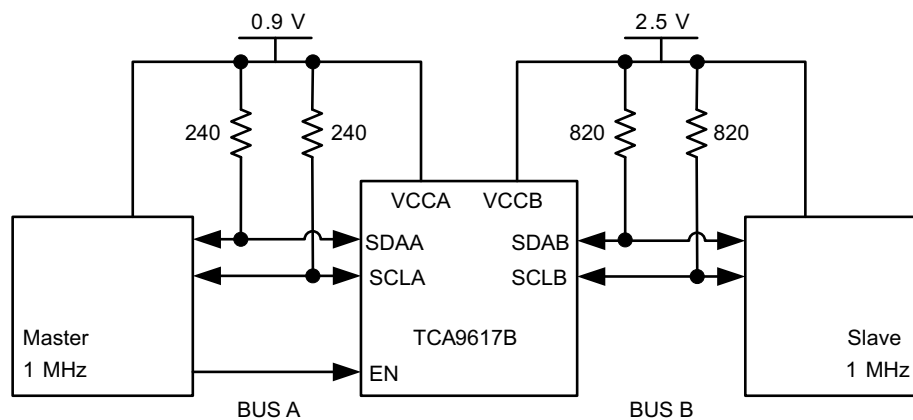 0.9 V
2.5 V
240
240
820
820
VCCA
VCCB
SDAA
SDAB
SCLA
SCLB
Master
1 MHz
TCA9617B
EN
Slave
1 MHz
BUS A
BUS B